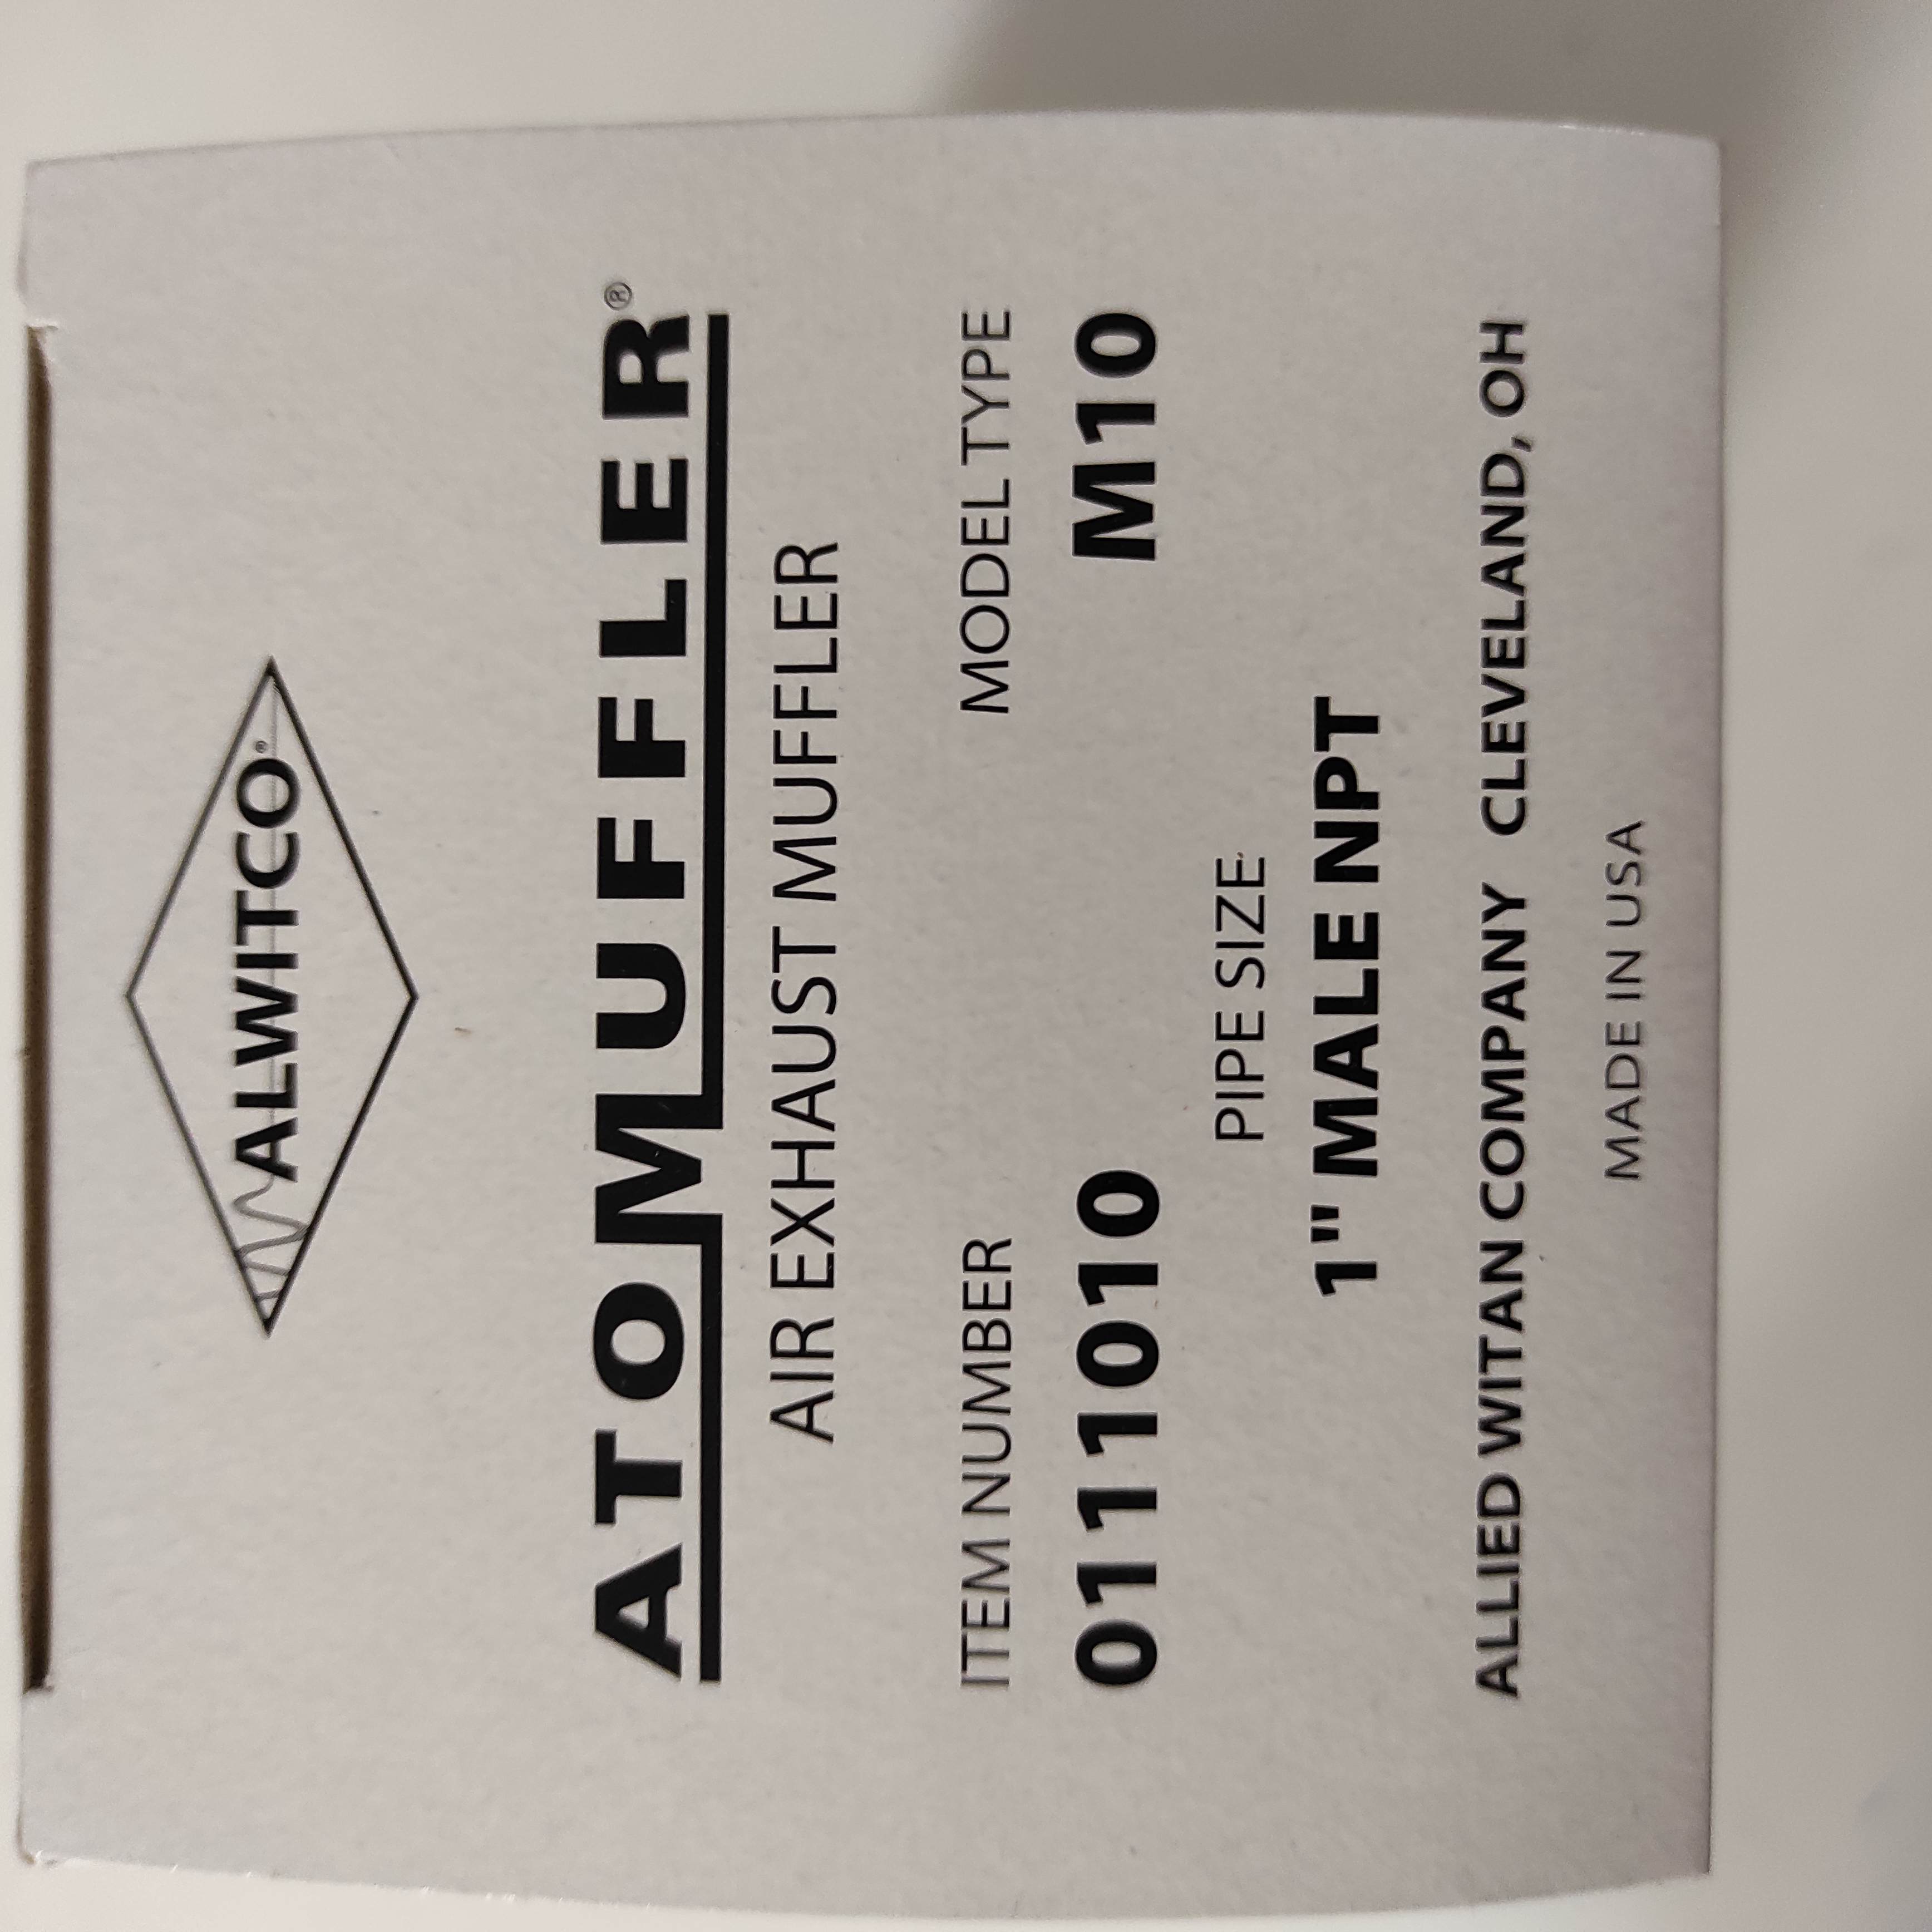 ALWITCO®
ATOMUFFLER®
AIR EXHAUST MUFFLER
ITEM NUMBER MODEL TYPE
0111010 M10
PIPE SIZE
1" MALE NPT
ALLIED WITAN COMPANY CLEVELAND, OH
MADE IN USA